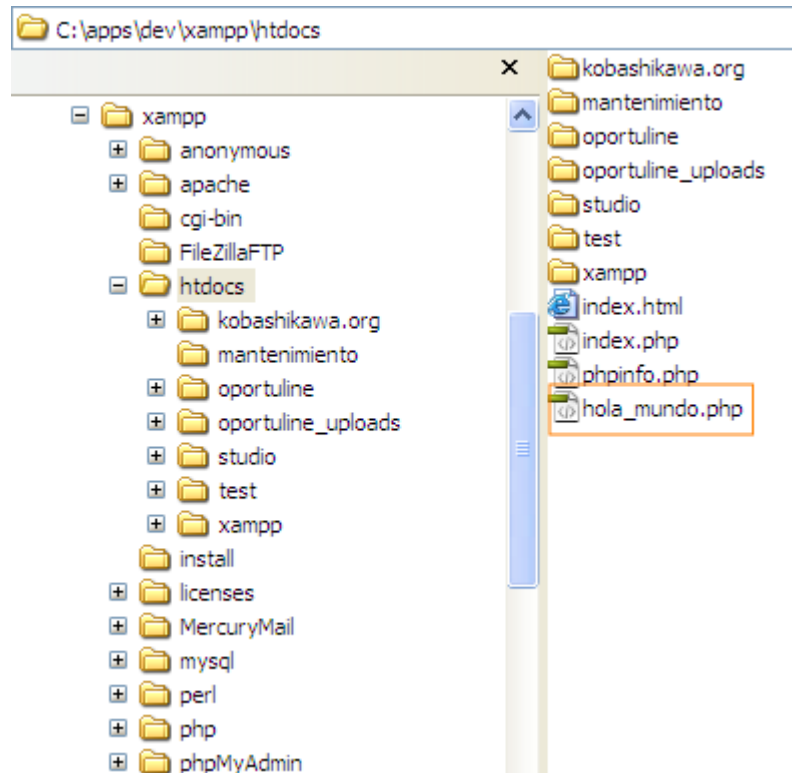 C:\apps\dev\xampp\htdocs
xampp
anonymous
apache
cgi-bin
FileZillaFTP
htdocs
kobashikawa.org
mantenimiento
oportuline
oportuline_uploads
studio
test
xampp
install
licenses
MercuryMail
mysql
perl
php
phpMyAdmin
kobashikawa.org
mantenimiento
oportuline
oportuline_uploads
studio
test
xampp
index.html
index.php
phpinfo.php
hola_mundo.php